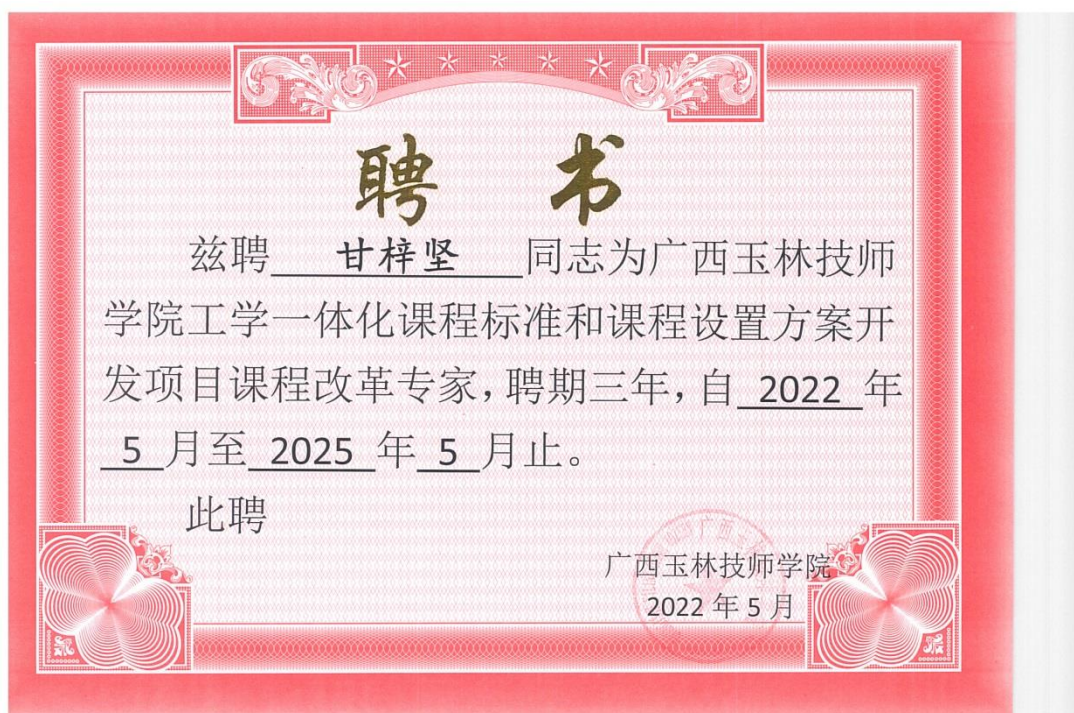 聘 书
兹聘 甘梓坚 同志为广西玉林技师
学院工学一体化课程标准和课程设置方案开
发项目课程改革专家，聘期三年，自 2022 年
5 月至 2025 年 5 月止。
此聘
广西玉林技师学院
2022 年 5 月